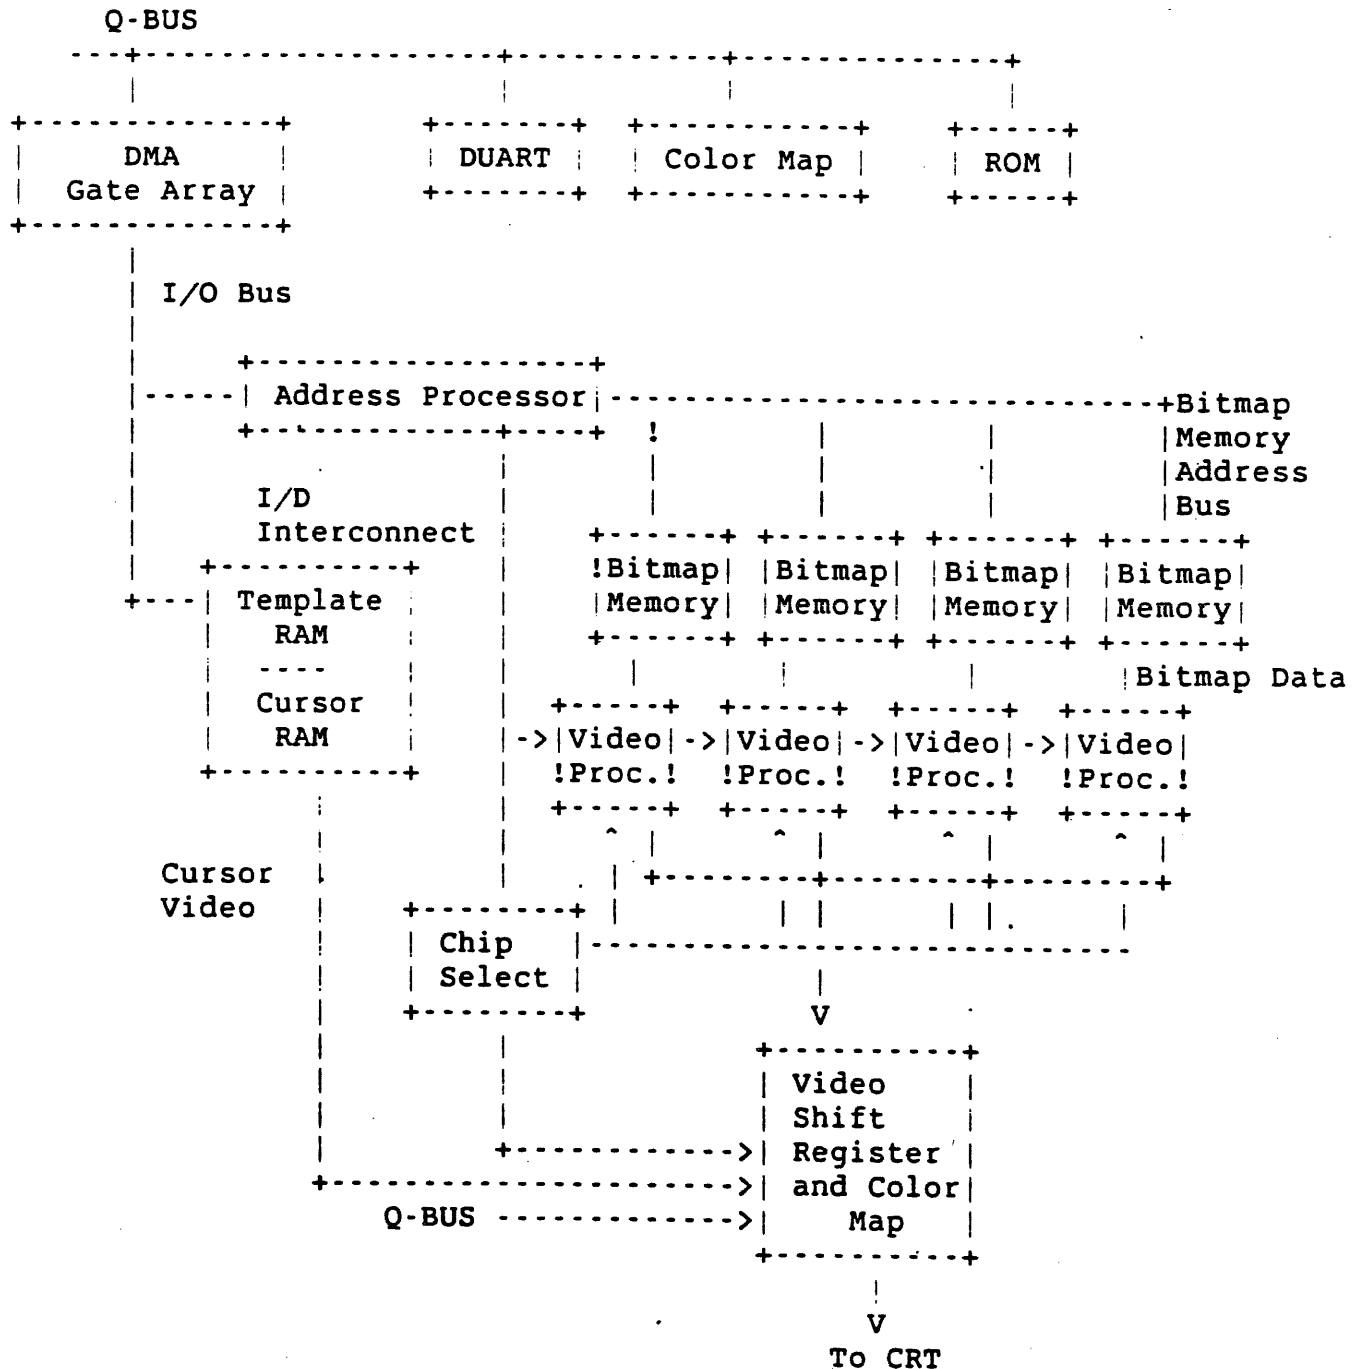 Q-BUS
DMA
Gate Array
DUART
Color Map
ROM
I/O Bus
Address Processor
Bitmap
Memory
Address
Bus
I/D
Interconnect
Template
RAM
Cursor
RAM
Bitmap
Memory
Bitmap
Memory
Bitmap
Memory
Bitmap
Memory
Bitmap Data
Video
Proc.
Video
Proc.
Video
Proc.
Video
Proc.
Cursor
Video
Chip
Select
Video
Shift
Register
and Color
Map
Q-BUS
To CRT